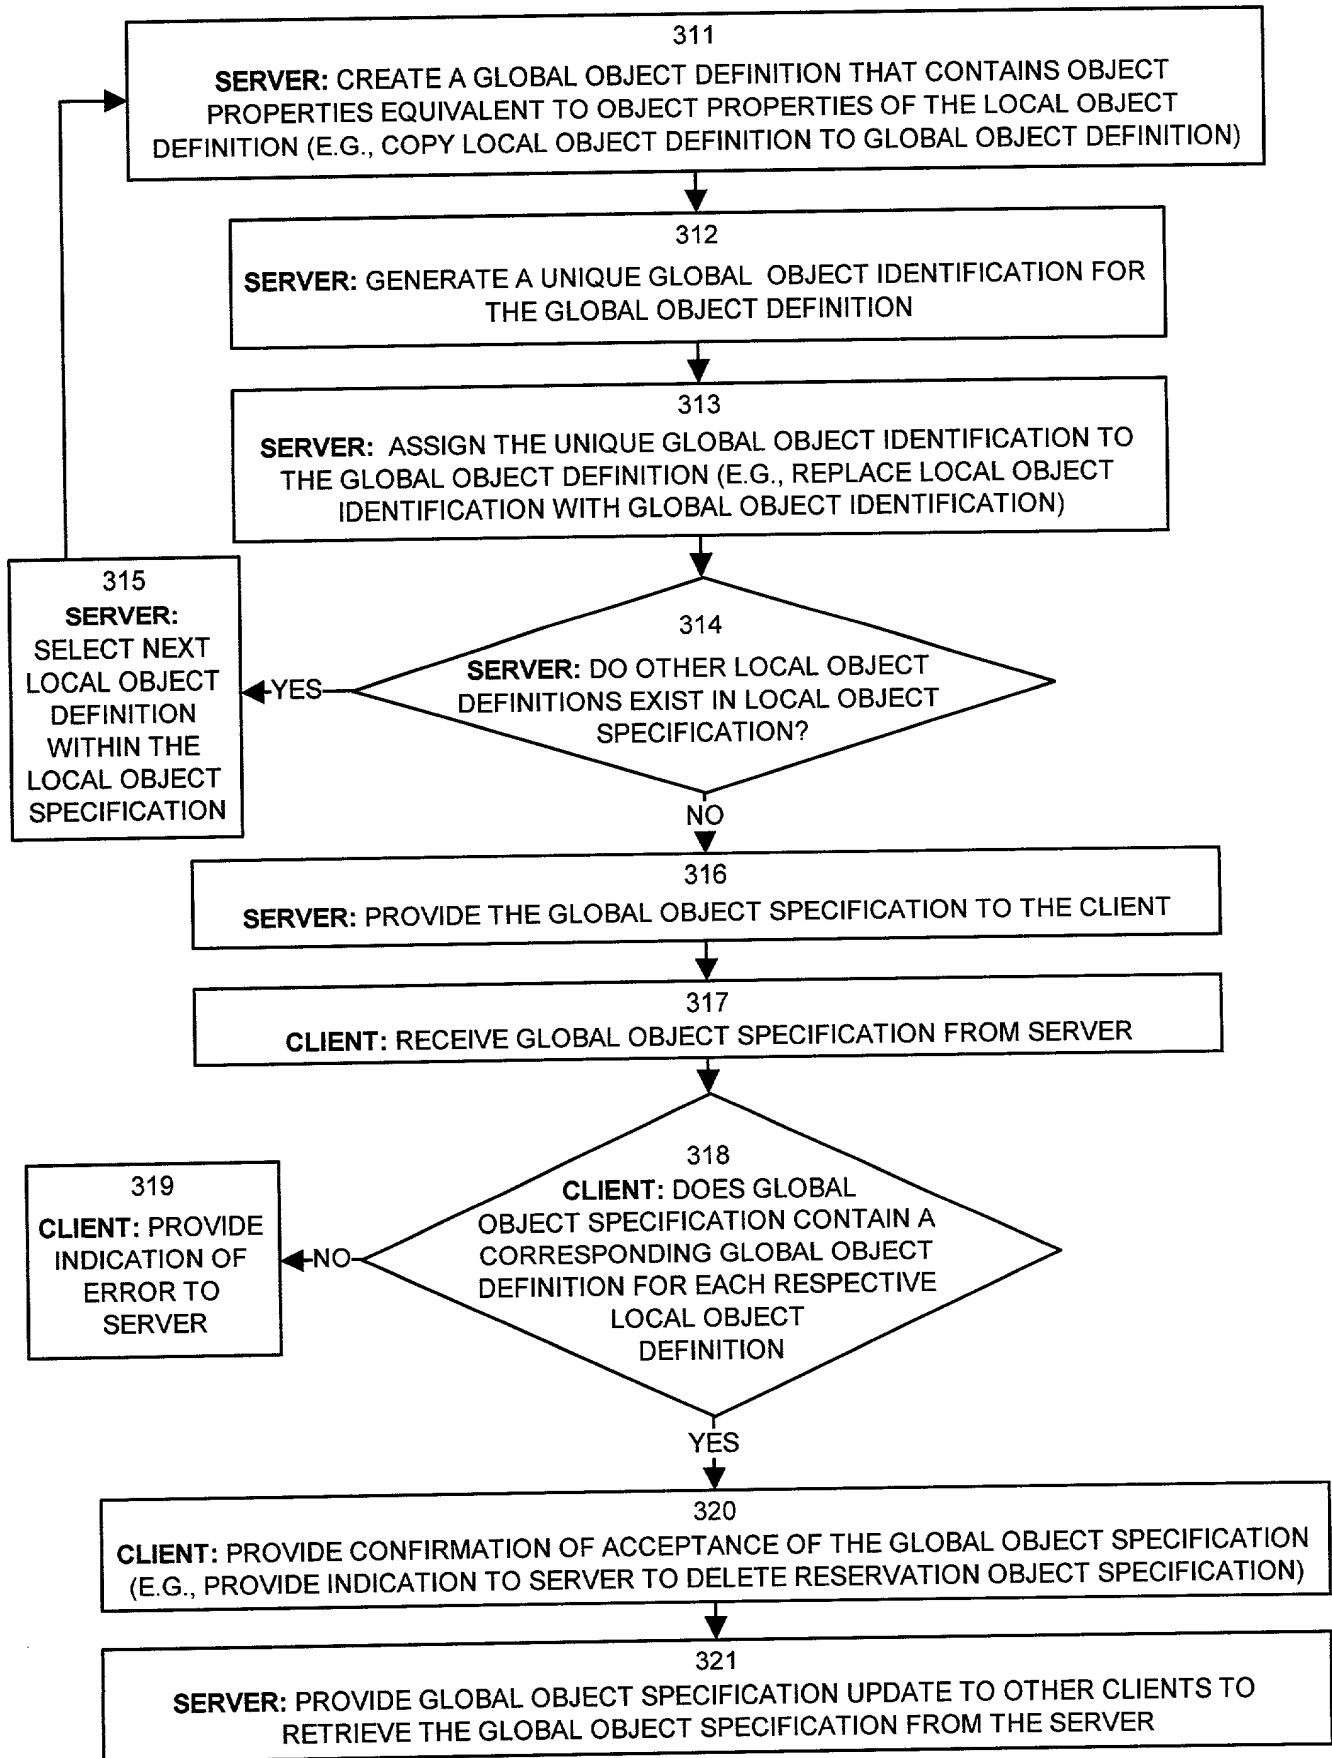 311
SERVER: CREATE A GLOBAL OBJECT DEFINITION THAT CONTAINS OBJECT
PROPERTIES EQUIVALENT TO OBJECT PROPERTIES OF THE LOCAL OBJECT
DEFINITION (E.G., COPY LOCAL OBJECT DEFINITION TO GLOBAL OBJECT DEFINITION)
312
SERVER: GENERATE A UNIQUE GLOBAL OBJECT IDENTIFICATION FOR
THE GLOBAL OBJECT DEFINITION
313
SERVER: ASSIGN THE UNIQUE GLOBAL OBJECT IDENTIFICATION TO
THE GLOBAL OBJECT DEFINITION (E.G., REPLACE LOCAL OBJECT
IDENTIFICATION WITH GLOBAL OBJECT IDENTIFICATION)
314
SERVER: DO OTHER LOCAL OBJECT
DEFINITIONS EXIST IN LOCAL OBJECT
SPECIFICATION?
YES
315
SERVER:
SELECT NEXT
LOCAL OBJECT
DEFINITION
WITHIN THE
LOCAL OBJECT
SPECIFICATION
NO
316
SERVER: PROVIDE THE GLOBAL OBJECT SPECIFICATION TO THE CLIENT
317
CLIENT: RECEIVE GLOBAL OBJECT SPECIFICATION FROM SERVER
318
CLIENT: DOES GLOBAL
OBJECT SPECIFICATION CONTAIN A
CORRESPONDING GLOBAL OBJECT
DEFINITION FOR EACH RESPECTIVE
LOCAL OBJECT
DEFINITION
NO
319
CLIENT: PROVIDE
INDICATION OF
ERROR TO
SERVER
YES
320
CLIENT: PROVIDE CONFIRMATION OF ACCEPTANCE OF THE GLOBAL OBJECT SPECIFICATION
(E.G., PROVIDE INDICATION TO SERVER TO DELETE RESERVATION OBJECT SPECIFICATION)
321
SERVER: PROVIDE GLOBAL OBJECT SPECIFICATION UPDATE TO OTHER CLIENTS TO
RETRIEVE THE GLOBAL OBJECT SPECIFICATION FROM THE SERVER